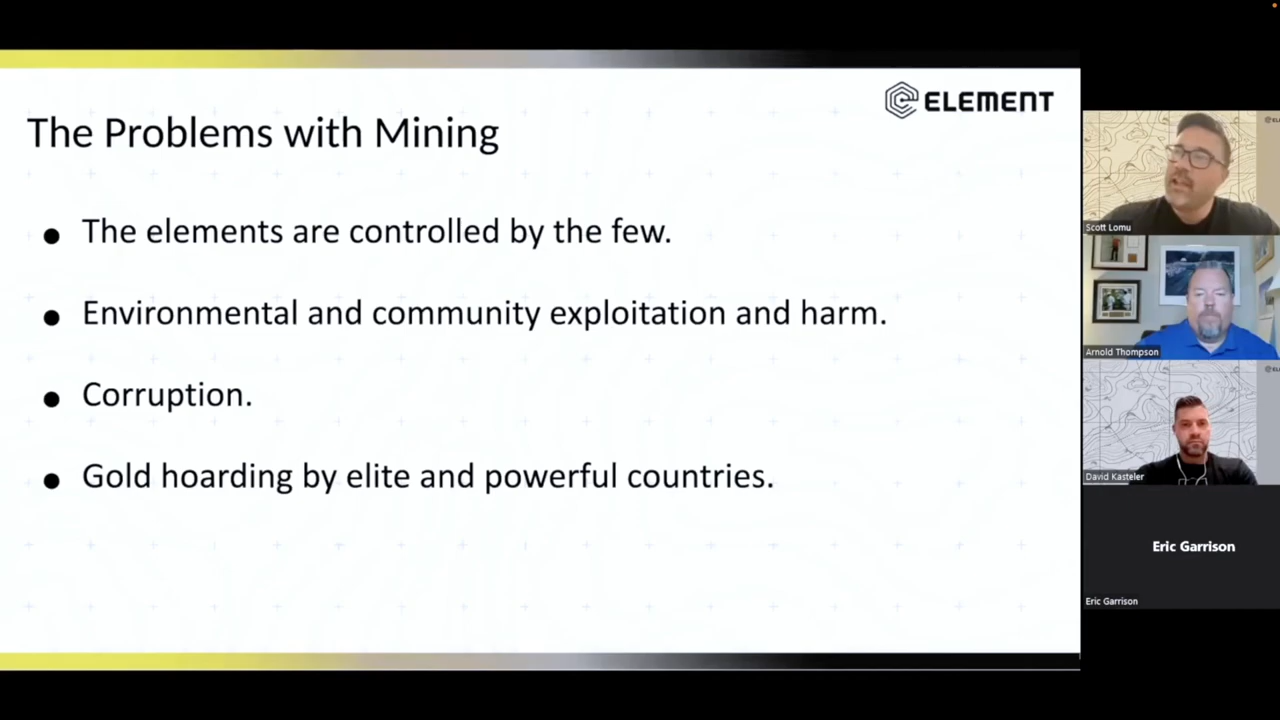 ELEMENT
The Problems with Mining
● The elements are controlled by the few.
● Environmental and community exploitation and harm.
● Corruption.
● Gold hoarding by elite and powerful countries.
Scott Lomu
Arnold Thompson
David Kasteler
Eric Garrison
Eric Garrison